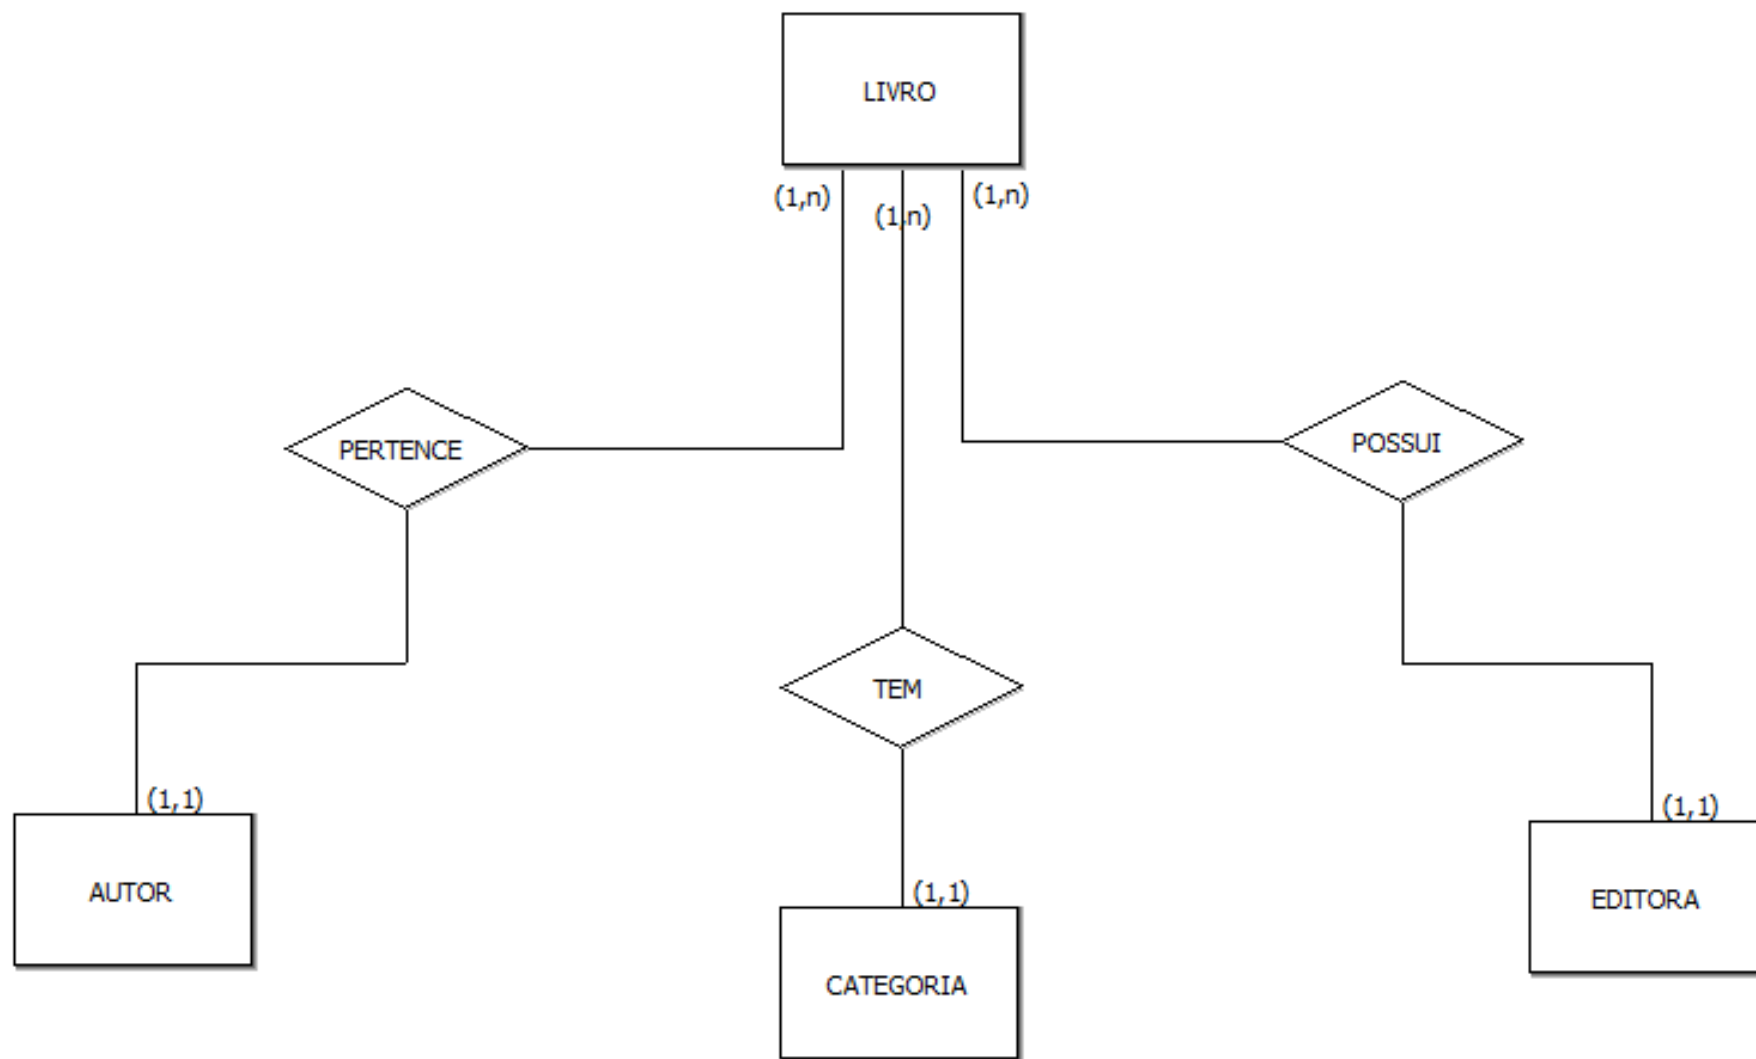 LIVRO
(1,n)
(1,n)
(1,n)
PERTENCE
POSSUI
TEM
(1,1)
(1,1)
(1,1)
AUTOR
EDITORA
CATEGORIA